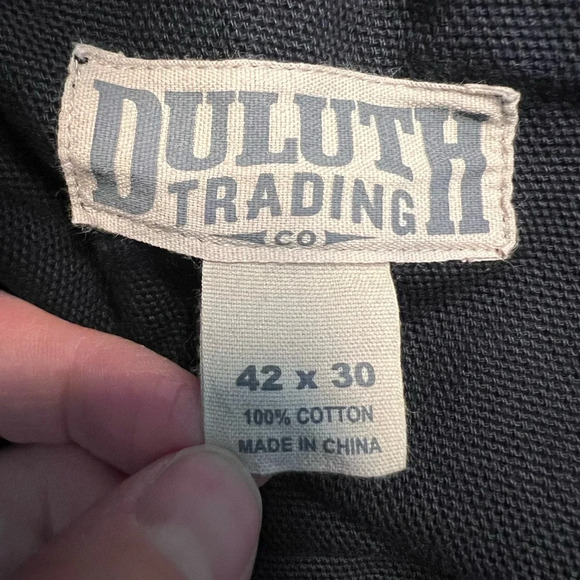 DULUTH
TRADING
CO
42 x 30
100% COTTON
MADE IN CHINA